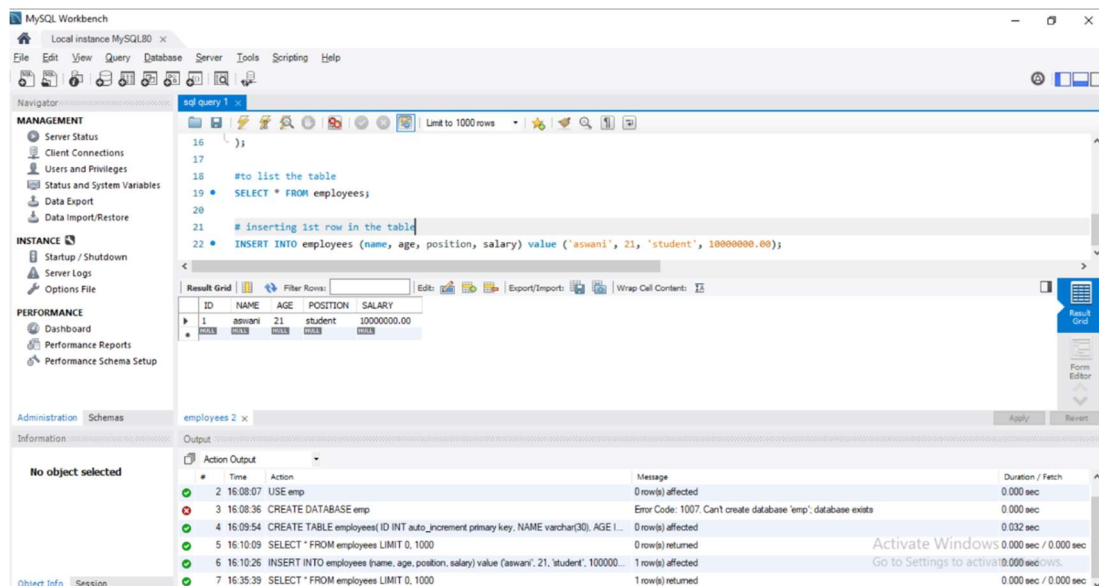 MySQL Workbench
Local instance MySQL80
File Edit View Query Database Server Tools Scripting Help
Navigator
sql query 1
MANAGEMENT
Server Status
Client Connections
Users and Privileges
Status and System Variables
Data Export
Data Import/Restore
INSTANCE
Startup / Shutdown
Server Logs
Options File
PERFORMANCE
Dashboard
Performance Reports
Performance Schema Setup
Administration Schemas
Limit to 1000 rows
16 );
17
18 #to list the table
19 SELECT * FROM employees;
20
21 # inserting 1st row in the table
22 INSERT INTO employees (name, age, position, salary) value ('aswani', 21, 'student', 10000000.00);
Result Grid Filter Rows: Edit: Export/Import: Wrap Cell Content:
ID NAME AGE POSITION SALARY
1 aswani 21 student 10000000.00
NULL NULL NULL NULL NULL
Result Grid
Form Editor
employees 2
Apply Revert
Information
No object selected
Object Info Session
Output
Action Output
# Time Action Message Duration / Fetch
2 16:08:07 USE emp 0 row(s) affected 0.000 sec
3 16:08:36 CREATE DATABASE emp Error Code: 1007. Can't create database 'emp'; database exists 0.000 sec
4 16:09:54 CREATE TABLE employees( ID INT auto_increment primary key, NAME varchar(30), AGE I... 0 row(s) affected 0.032 sec
5 16:10:09 SELECT * FROM employees LIMIT 0, 1000 0 row(s) returned 0.000 sec / 0.000 sec
6 16:10:26 INSERT INTO employees (name, age, position, salary) value ('aswani', 21, 'student', 100000... 1 row(s) affected 0.000 sec
7 16:35:39 SELECT * FROM employees LIMIT 0, 1000 1 row(s) returned 0.000 sec / 0.000 sec
Activate Windows
Go to Settings to activate Windows.